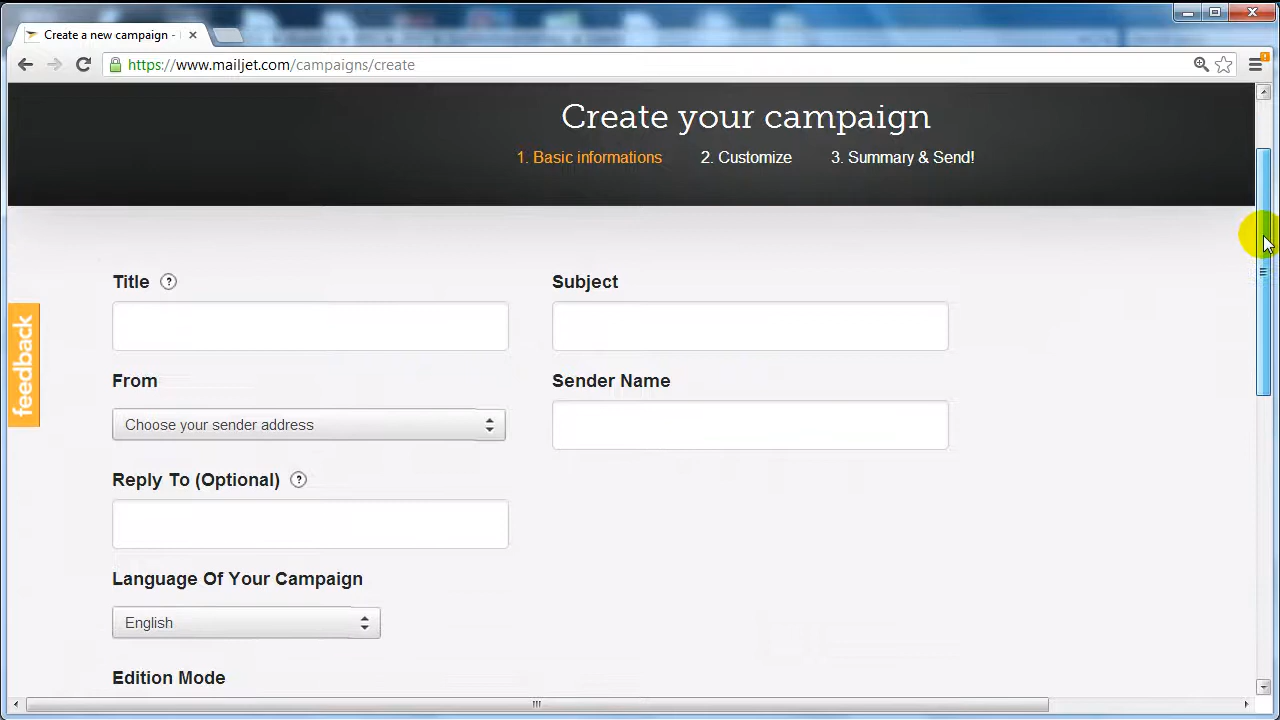 Create a new campaign -
https://www.mailjet.com/campaigns/create
Create your campaign
1. Basic informations 2. Customize 3. Summary & Send!
Title ? Subject
From Sender Name
Choose your sender address
Reply To (Optional) ?
Language Of Your Campaign
English
Edition Mode
feedback